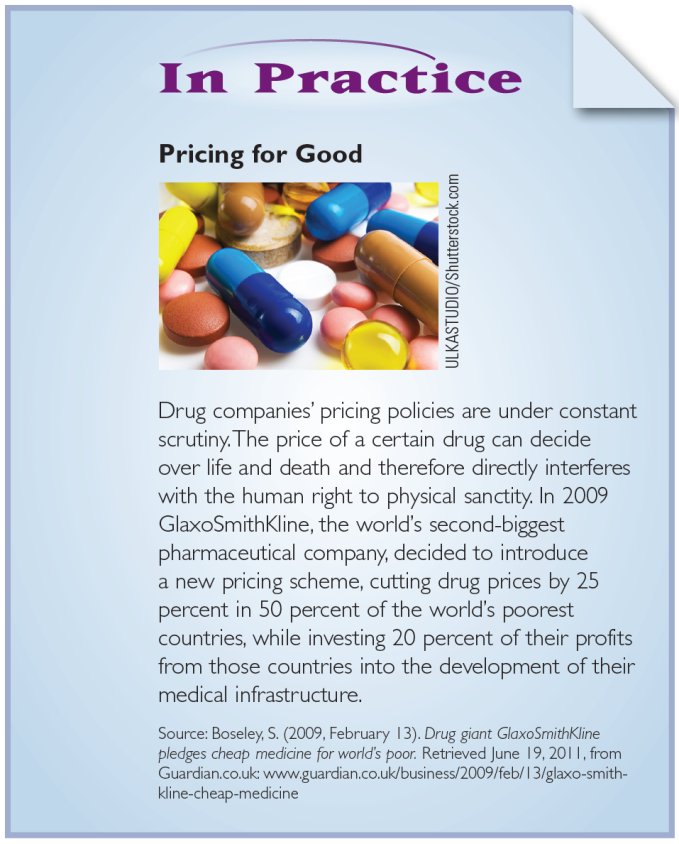 In Practice
Pricing for Good
ULKASTUDIO/Shutterstock.com
Drug companies’ pricing policies are under constant
scrutiny. The price of a certain drug can decide
over life and death and therefore directly interferes
with the human right to physical sanctity. In 2009
GlaxoSmithKline, the world’s second-biggest
pharmaceutical company, decided to introduce
a new pricing scheme, cutting drug prices by 25
percent in 50 percent of the world’s poorest
countries, while investing 20 percent of their profits
from those countries into the development of their
medical infrastructure.
Source: Boseley, S. (2009, February 13). Drug giant GlaxoSmithKline
pledges cheap medicine for world’s poor. Retrieved June 19, 2011, from
Guardian.co.uk: www.guardian.co.uk/business/2009/feb/13/glaxo-smith-
kline-cheap-medicine